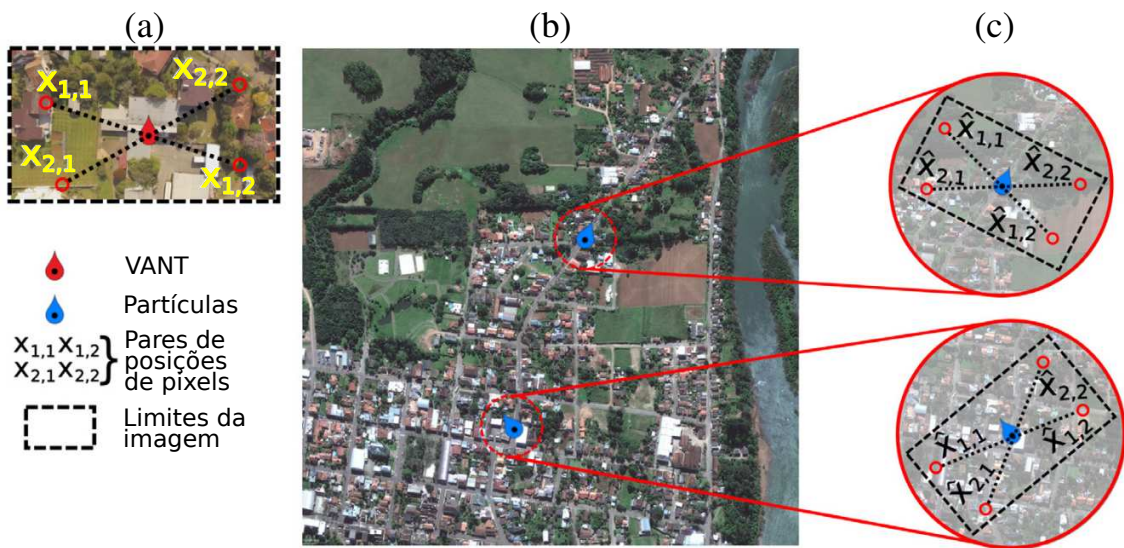 (a)
(b)
(c)
X1,1
X2,2
X2,1
X1,2
VANT
Partículas
X1,1 X1,2
X2,1 X2,2
}
Pares de
posições
de pixels
Limites da
imagem
X̂1,1
X̂2,1
X̂2,2
X̂1,2
X̂2,2
X̂1,1
X̂1,2
X̂2,1